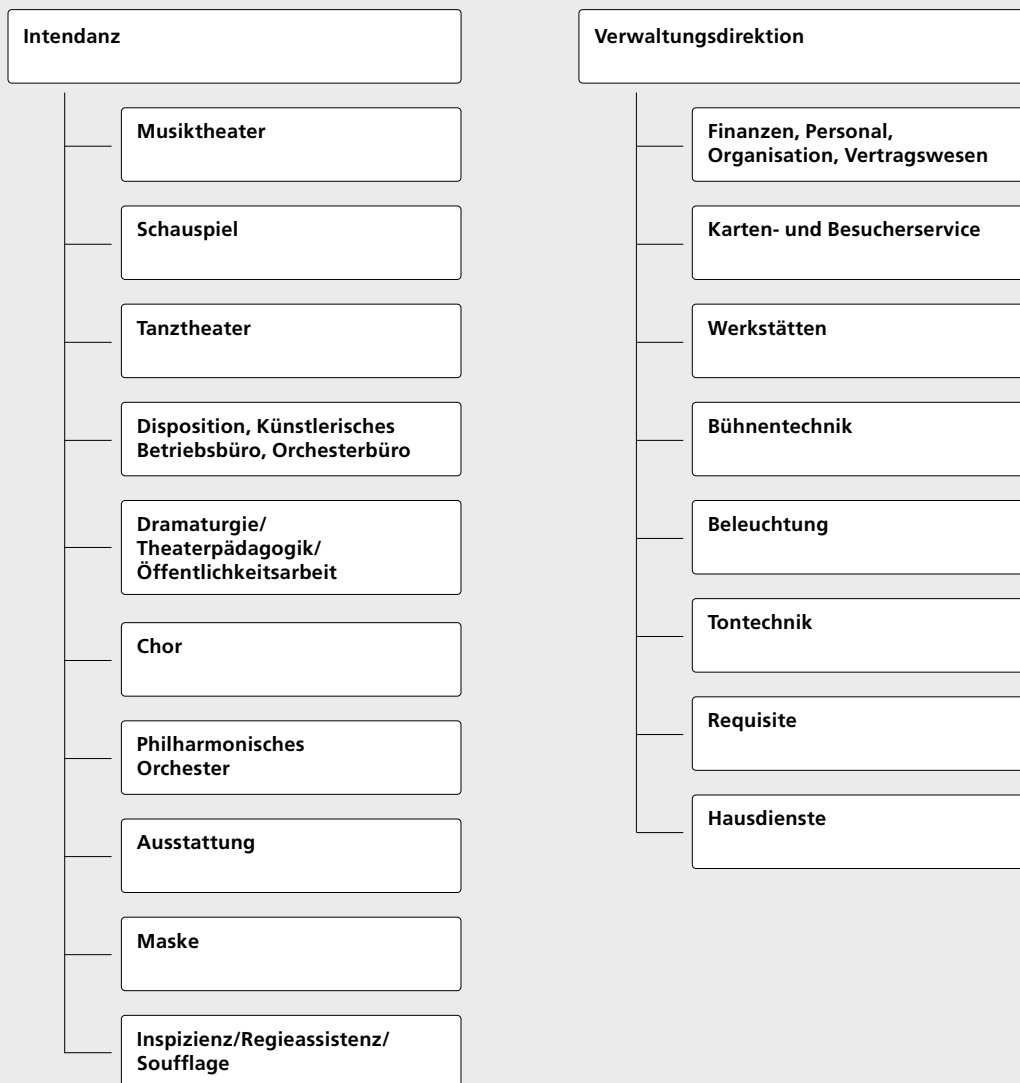 Intendanz
Musiktheater
Schauspiel
Tanztheater
Disposition, Künstlerisches
Betriebsbüro, Orchesterbüro
Dramaturgie/
Theaterpädagogik/
Öffentlichkeitsarbeit
Chor
Philharmonisches
Orchester
Ausstattung
Maske
Inspizienz/Regieassistenz/
Soufflage
Verwaltungsdirektion
Finanzen, Personal,
Organisation, Vertragswesen
Karten- und Besucherservice
Werkstätten
Bühnentechnik
Beleuchtung
Tontechnik
Requisite
Hausdienste